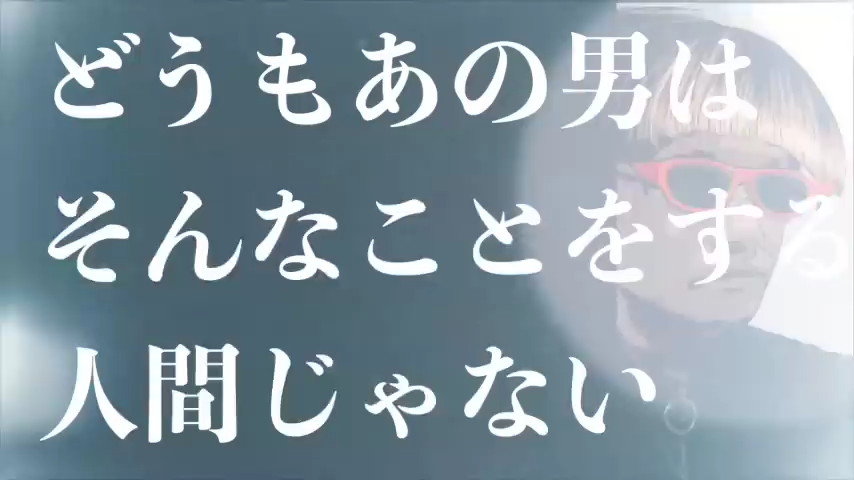 どうもあの男は
そんなことをする
人間じゃない